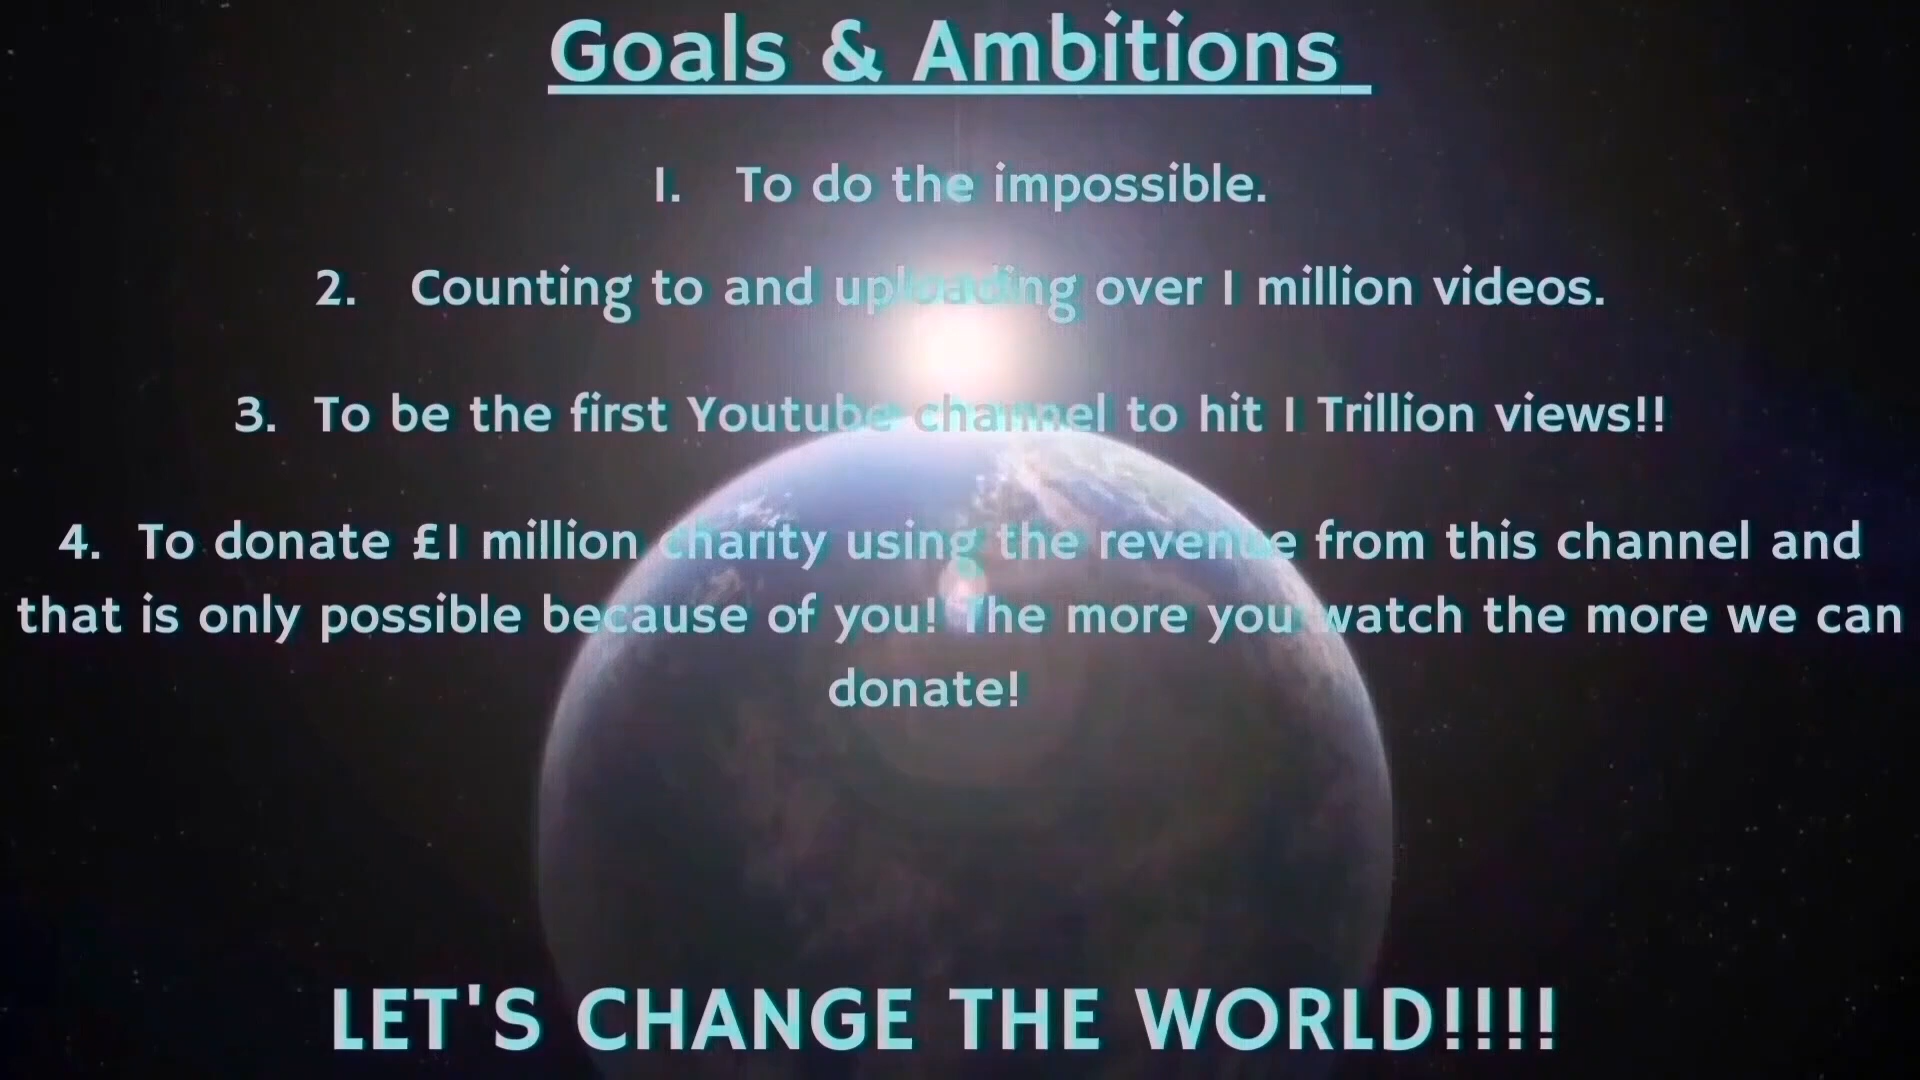 Goals & Ambitions
1. To do the impossible.
2. Counting to and uploading over 1 million videos.
3. To be the first Youtube channel to hit 1 Trillion views!!
4. To donate £1 million charity using the revenue from this channel and
that is only possible because of you! The more you watch the more we can
donate!
LET'S CHANGE THE WORLD!!!!